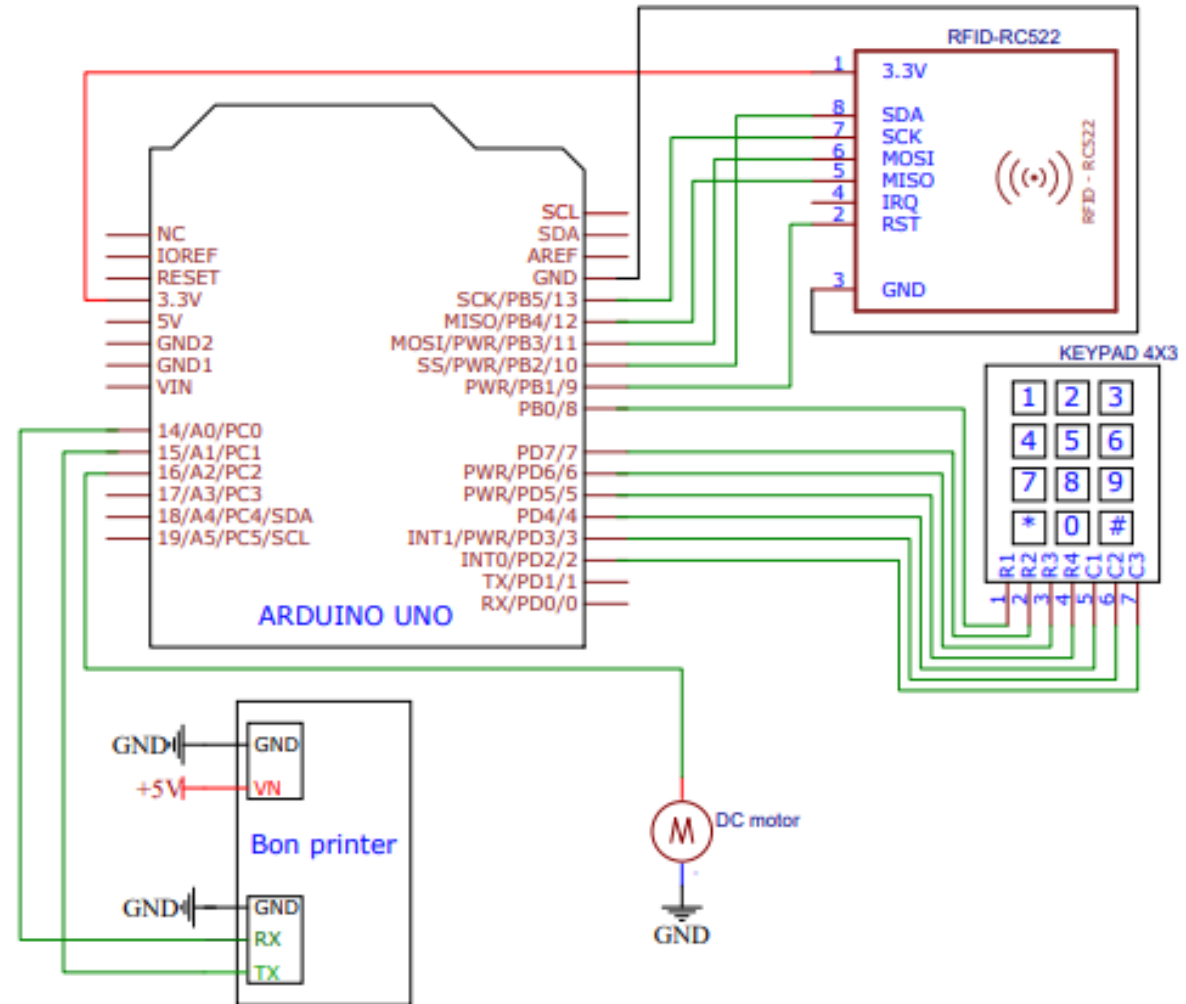 RFID-RC522
1
3.3V
8
SDA
7
SCK
6
MOSI
5
MISO
4
IRQ
2
RST
3
GND
RFID - RC522
NC
IOREF
RESET
3.3V
5V
GND2
GND1
VIN
14/A0/PC0
15/A1/PC1
16/A2/PC2
17/A3/PC3
18/A4/PC4/SDA
19/A5/PC5/SCL
SCL
SDA
AREF
GND
SCK/PB5/13
MISO/PB4/12
MOSI/PWR/PB3/11
SS/PWR/PB2/10
PWR/PB1/9
PB0/8
PD7/7
PWR/PD6/6
PWR/PD5/5
PD4/4
INT1/PWR/PD3/3
INT0/PD2/2
TX/PD1/1
RX/PD0/0
ARDUINO UNO
KEYPAD 4X3
1 2 3
4 5 6
7 8 9
* 0 #
R1 R2 R3 R4 C1 C2 C3
1 2 3 4 5 6 7
GND GND
+5V VN
Bon printer
GND GND
RX
TX
M DC motor
GND